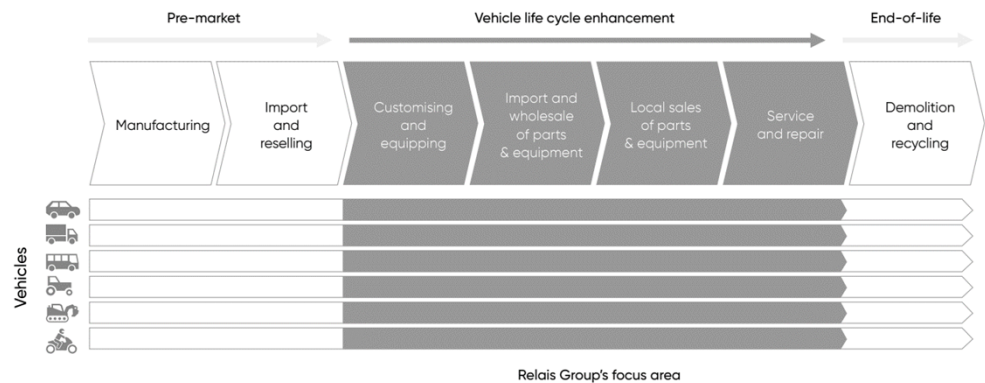 Pre-market
Vehicle life cycle enhancement
End-of-life
Manufacturing
Import
and
reselling
Customising
and
equipping
Import and
wholesale
of parts
& equipment
Local sales
of parts
& equipment
Service
and repair
Demolition
and
recycling
Vehicles
Relais Group's focus area